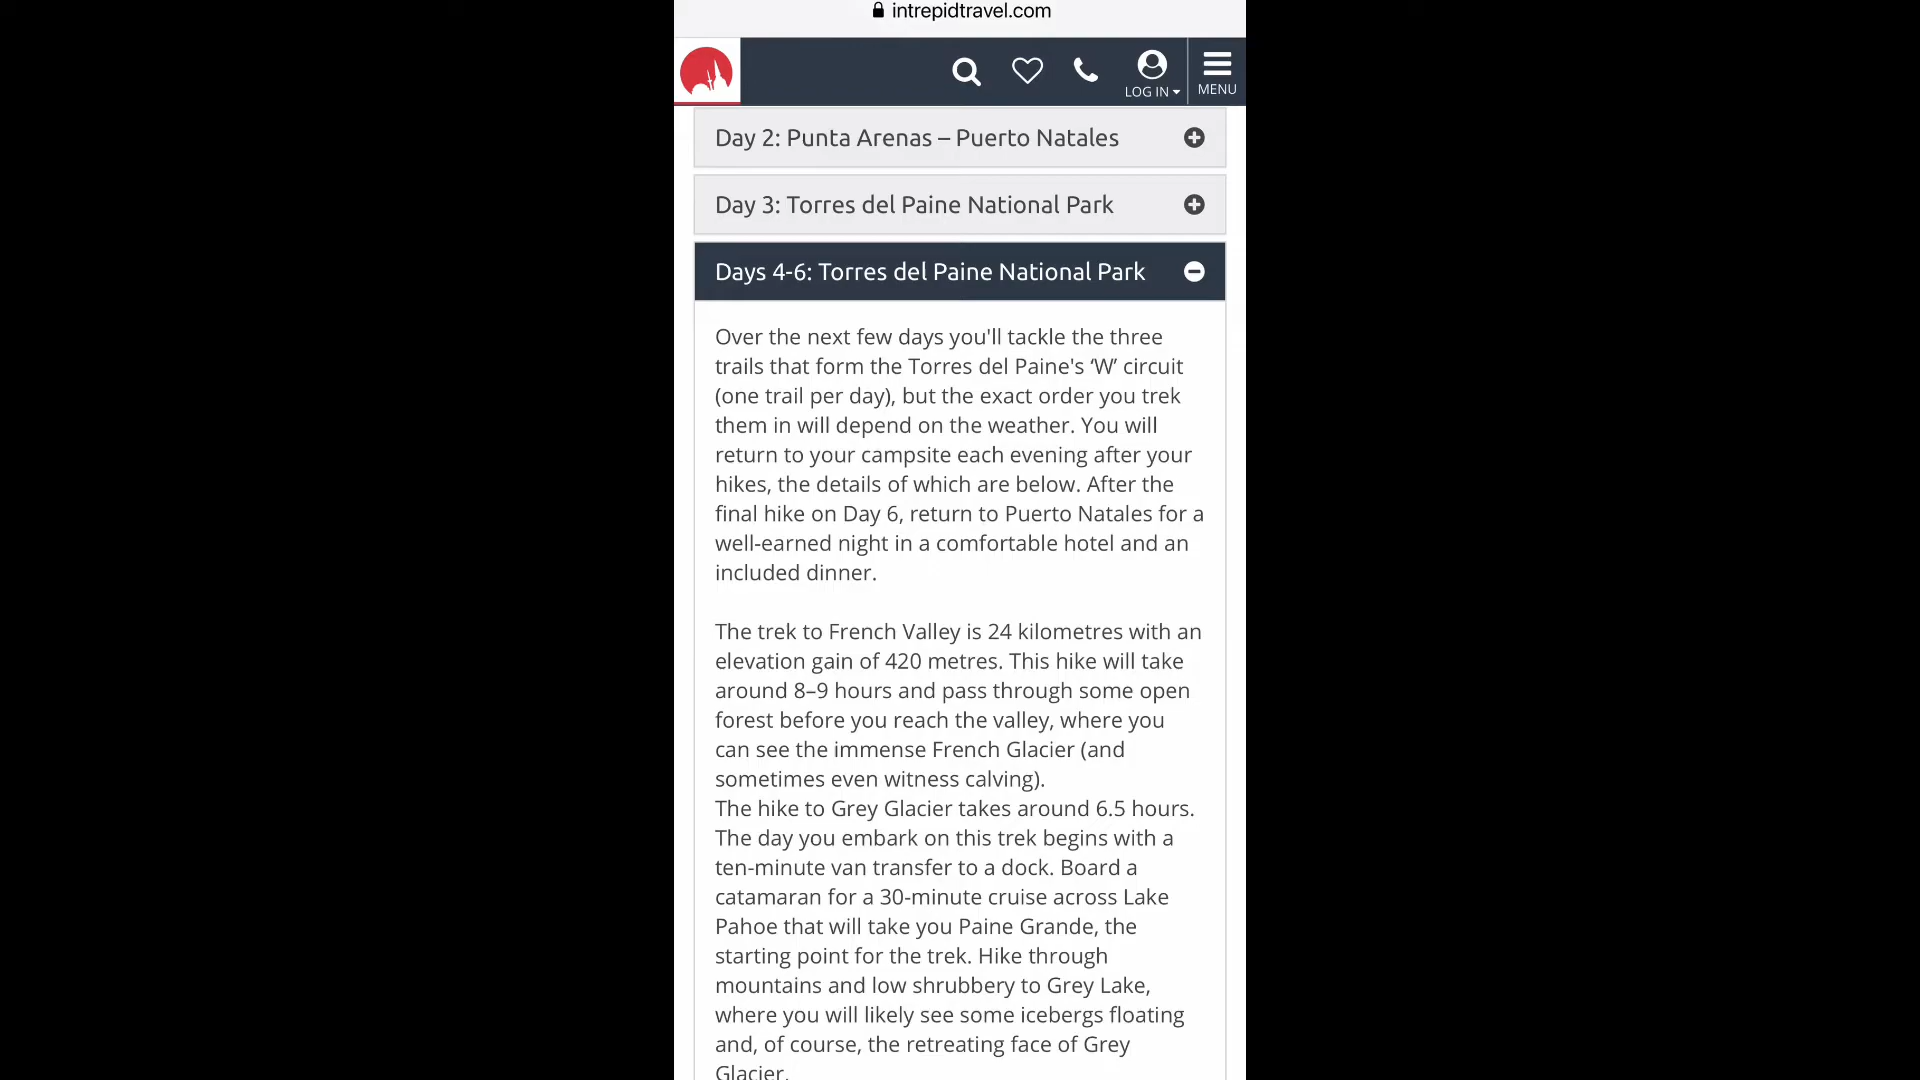 intrepidtravel.com
LOG IN
MENU
Day 2: Punta Arenas – Puerto Natales
Day 3: Torres del Paine National Park
Days 4-6: Torres del Paine National Park
Over the next few days you'll tackle the three
trails that form the Torres del Paine's ‘W’ circuit
(one trail per day), but the exact order you trek
them in will depend on the weather. You will
return to your campsite each evening after your
hikes, the details of which are below. After the
final hike on Day 6, return to Puerto Natales for a
well-earned night in a comfortable hotel and an
included dinner.
The trek to French Valley is 24 kilometres with an
elevation gain of 420 metres. This hike will take
around 8–9 hours and pass through some open
forest before you reach the valley, where you
can see the immense French Glacier (and
sometimes even witness calving).
The hike to Grey Glacier takes around 6.5 hours.
The day you embark on this trek begins with a
ten-minute van transfer to a dock. Board a
catamaran for a 30-minute cruise across Lake
Pahoe that will take you Paine Grande, the
starting point for the trek. Hike through
mountains and low shrubbery to Grey Lake,
where you will likely see some icebergs floating
and, of course, the retreating face of Grey
Glacier.